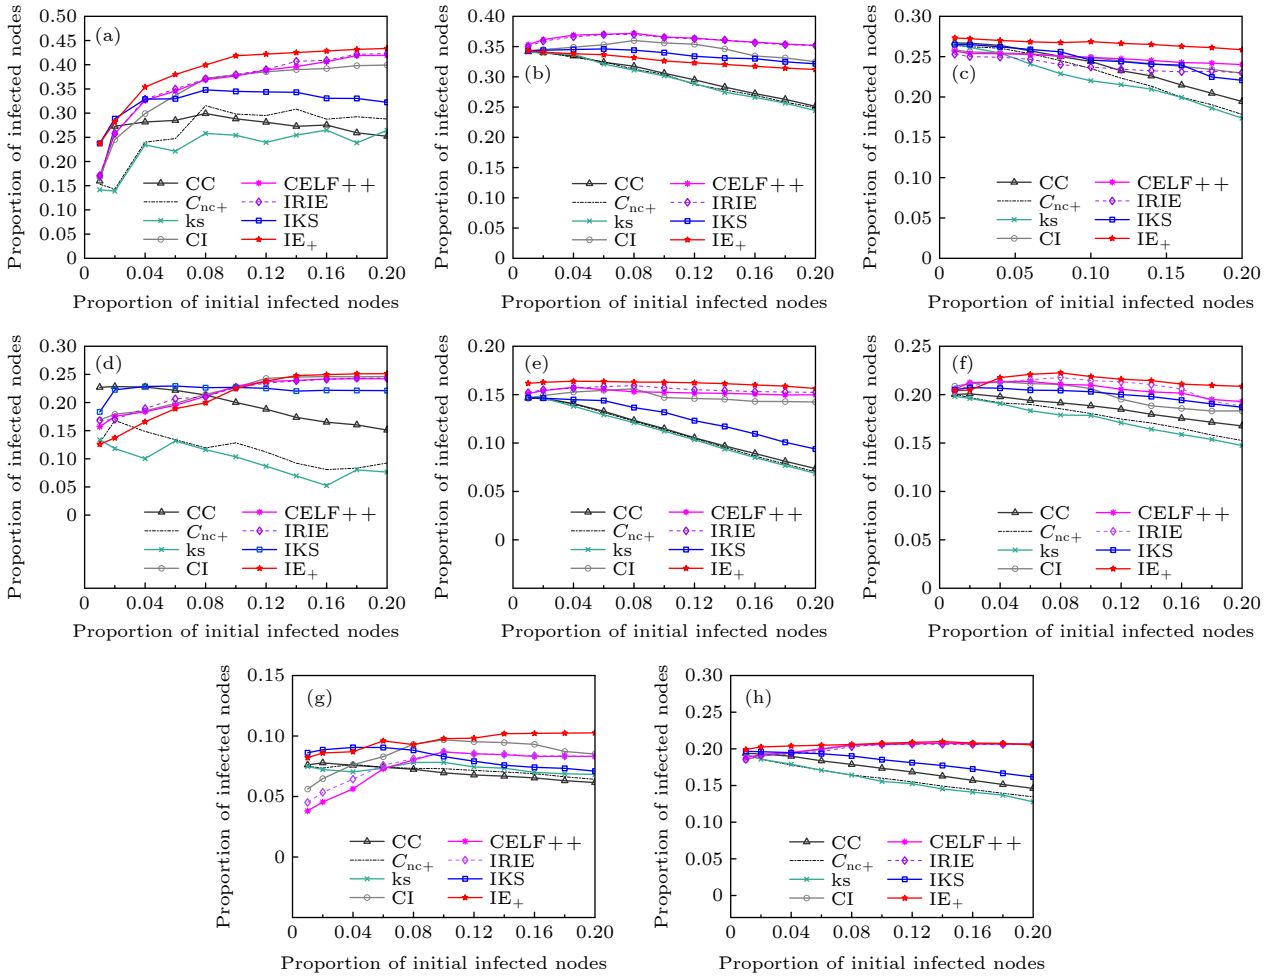 (a)
Proportion of infected nodes
0.50
0.45
0.40
0.35
0.30
0.25
0.20
0.15
0.10
0.05
0
CC CELF++
Cnc+ IRIE
ks IKS
CI IE+
0 0.04 0.08 0.12 0.16 0.20
Proportion of initial infected nodes
(b)
Proportion of infected nodes
0.40
0.35
0.30
0.25
0.20
0.15
0.10
0.05
0
CC CELF++
Cnc+ IRIE
ks IKS
CI IE+
0 0.04 0.08 0.12 0.16 0.20
Proportion of initial infected nodes
(c)
Proportion of infected nodes
0.30
0.25
0.20
0.15
0.10
0.05
0
CC CELF++
Cnc+ IRIE
ks IKS
CI IE+
0 0.05 0.10 0.15 0.20
Proportion of initial infected nodes
(d)
Proportion of infected nodes
0.30
0.25
0.20
0.15
0.10
0.05
0
CC CELF++
Cnc+ IRIE
ks IKS
CI IE+
0 0.04 0.08 0.12 0.16 0.20
Proportion of initial infected nodes
(e)
Proportion of infected nodes
0.20
0.15
0.10
0.05
0
CC CELF++
Cnc+ IRIE
ks IKS
CI IE+
0 0.04 0.08 0.12 0.16 0.20
Proportion of initial infected nodes
(f)
Proportion of infected nodes
0.25
0.20
0.15
0.10
0.05
0
CC CELF++
Cnc+ IRIE
ks IKS
CI IE+
0 0.04 0.08 0.12 0.16 0.20
Proportion of initial infected nodes
(g)
Proportion of infected nodes
0.15
0.10
0.05
0
CC CELF++
Cnc+ IRIE
ks IKS
CI IE+
0 0.04 0.08 0.12 0.16 0.20
Proportion of initial infected nodes
(h)
Proportion of infected nodes
0.30
0.25
0.20
0.15
0.10
0.05
0
CC CELF++
Cnc+ IRIE
ks IKS
CI IE+
0 0.04 0.08 0.12 0.16 0.20
Proportion of initial infected nodes